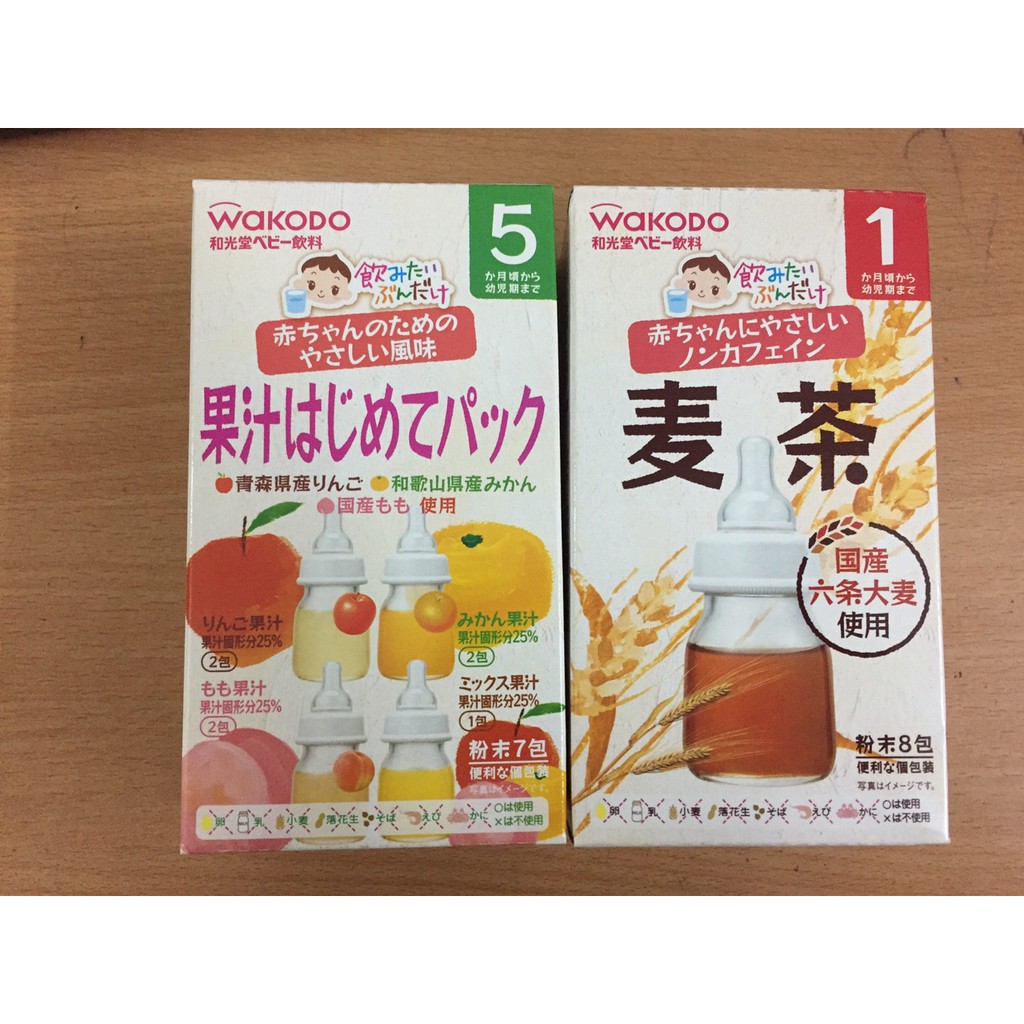 WAKODO
和光堂ベビー飲料
5
か月頃から
幼児期まで
飲みたい
ぶんだけ
赤ちゃんのための
やさしい風味
果汁はじめてパック
青森県産りんご 和歌山県産みかん
国産もも 使用
りんご果汁
果汁固形分25%
2包
みかん果汁
果汁固形分25%
2包
もも果汁
果汁固形分25%
2包
ミックス果汁
果汁固形分25%
1包
粉末7包
便利な個包装
写真はイメージです。
卵 乳 小麦 落花生 そば えび かに
○は使用
×は不使用
WAKODO
和光堂ベビー飲料
1
か月頃から
幼児期まで
飲みたい
ぶんだけ
赤ちゃんにやさしい
ノンカフェイン
麦茶
国産
六条大麦
使用
粉末8包
便利な個包装
写真はイメージです。
卵 乳 小麦 落花生 そば えび かに
○は使用
×は不使用